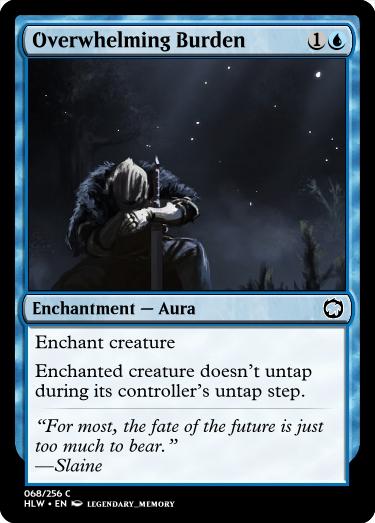 Overwhelming Burden 1
Enchantment — Aura
Enchant creature
Enchanted creature doesn't untap
during its controller's untap step.
“For most, the fate of the future is just
too much to bear.”
—Slaine
068/256 C
HLW • EN LEGENDARY_MEMORY